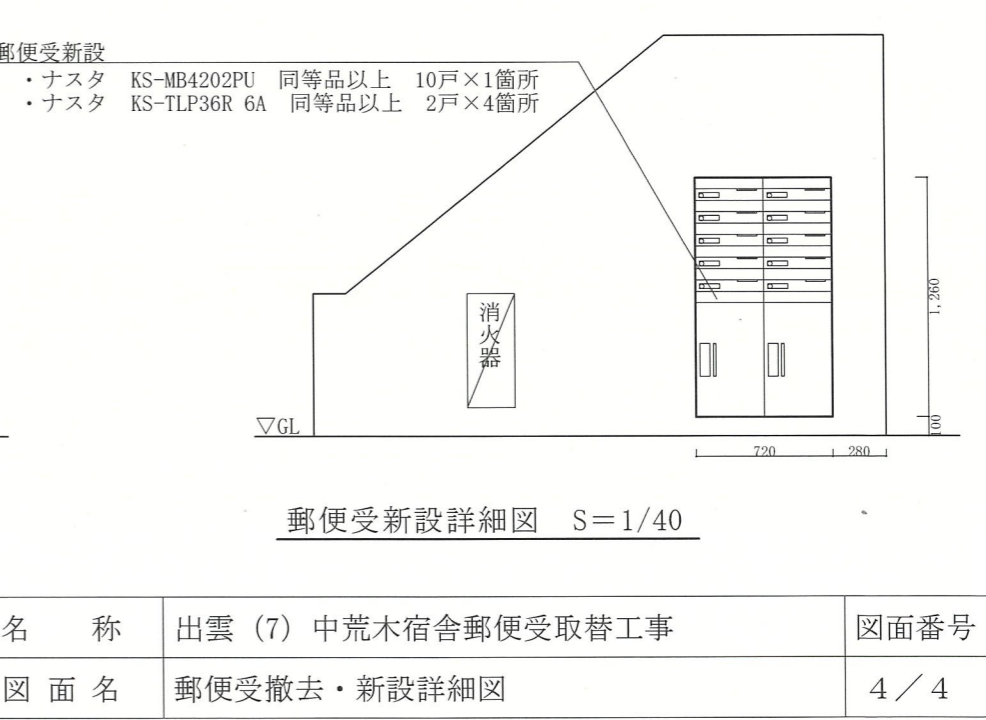 郵便受新設
・ナスタ　KS-MB4202PU　同等品以上　10戸×1箇所
・ナスタ　KS-TLP36R 6A　同等品以上　2戸×4箇所
消火器
1,260
▽GL
100
720
280
郵便受新設詳細図　S＝1/40
名　称　出雲（7）中荒木宿舎郵便受取替工事　図面番号
図面名　郵便受撤去・新設詳細図　4／4